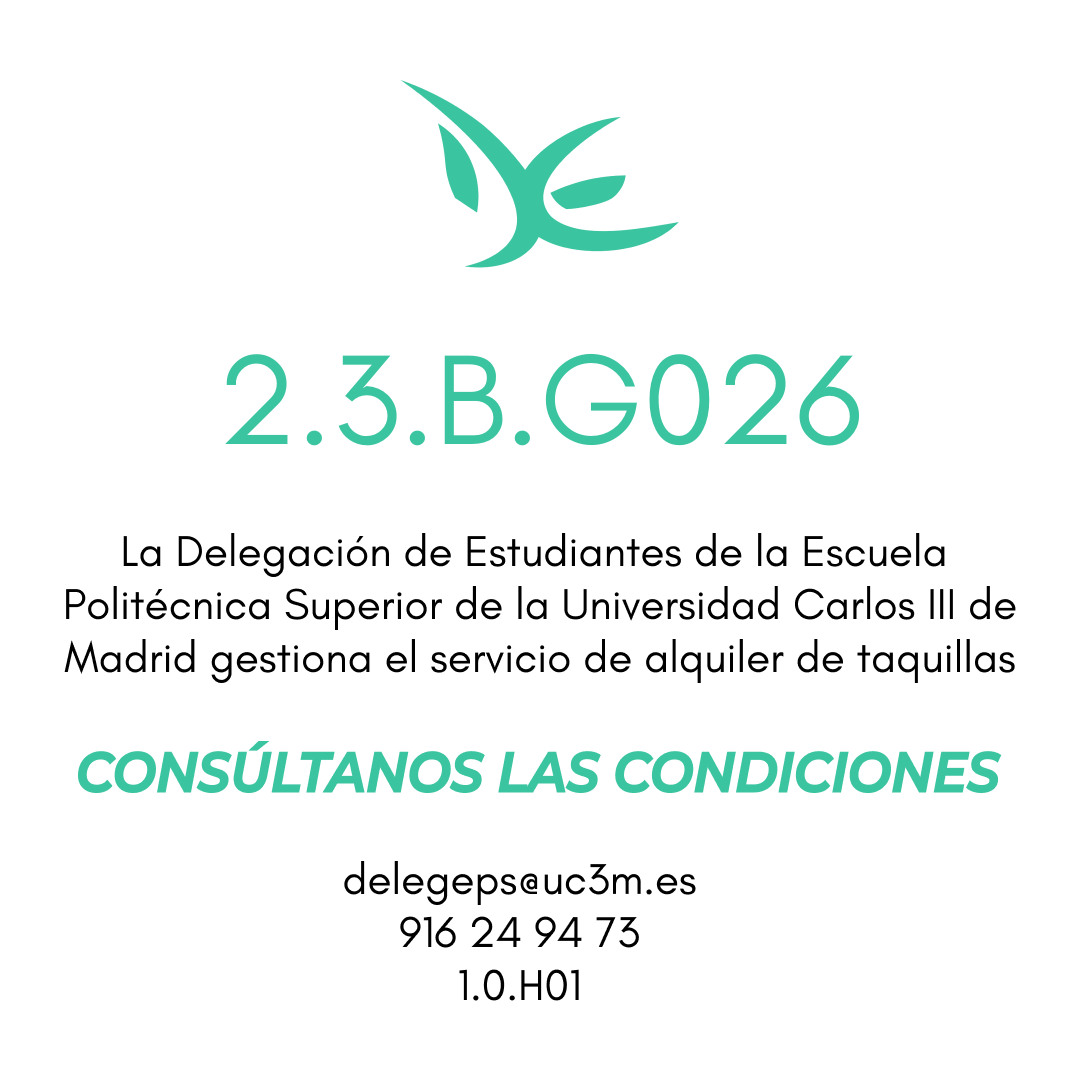 2.3.B.G026
La Delegación de Estudiantes de la Escuela
Politécnica Superior de la Universidad Carlos III de
Madrid gestiona el servicio de alquiler de taquillas
CONSÚLTANOS LAS CONDICIONES
delegeps@uc3m.es
916 24 94 73
1.0.H01